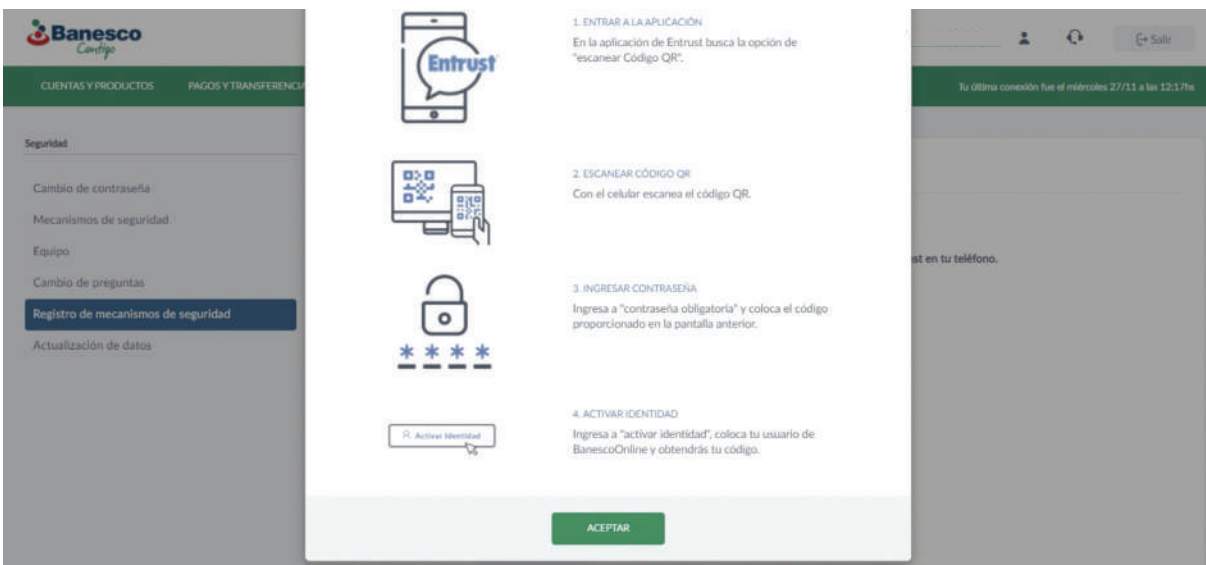 Banesco
Contigo
Salir
CUENTAS Y PRODUCTOS
PAGOS Y TRANSFERENCIA
Tu última conexión fue el miércoles 27/11 a las 12:17hs
Seguridad
Cambio de contraseña
Mecanismos de seguridad
Equipo
Cambio de preguntas
Registro de mecanismos de seguridad
Actualización de datos
Entrust
1. ENTRAR A LA APLICACIÓN
En la aplicación de Entrust busca la opción de
"escanear Código QR".
2. ESCANEAR CÓDIGO QR
Con el celular escanea el código QR.
en tu teléfono.
3. INGRESAR CONTRASEÑA
Ingresa a "contraseña obligatoria" y coloca el código
proporcionado en la pantalla anterior.
* * * *
Activar Identidad
4. ACTIVAR IDENTIDAD
Ingresa a "activar identidad", coloca tu usuario de
BanescoOnline y obtendrás tu código.
ACEPTAR